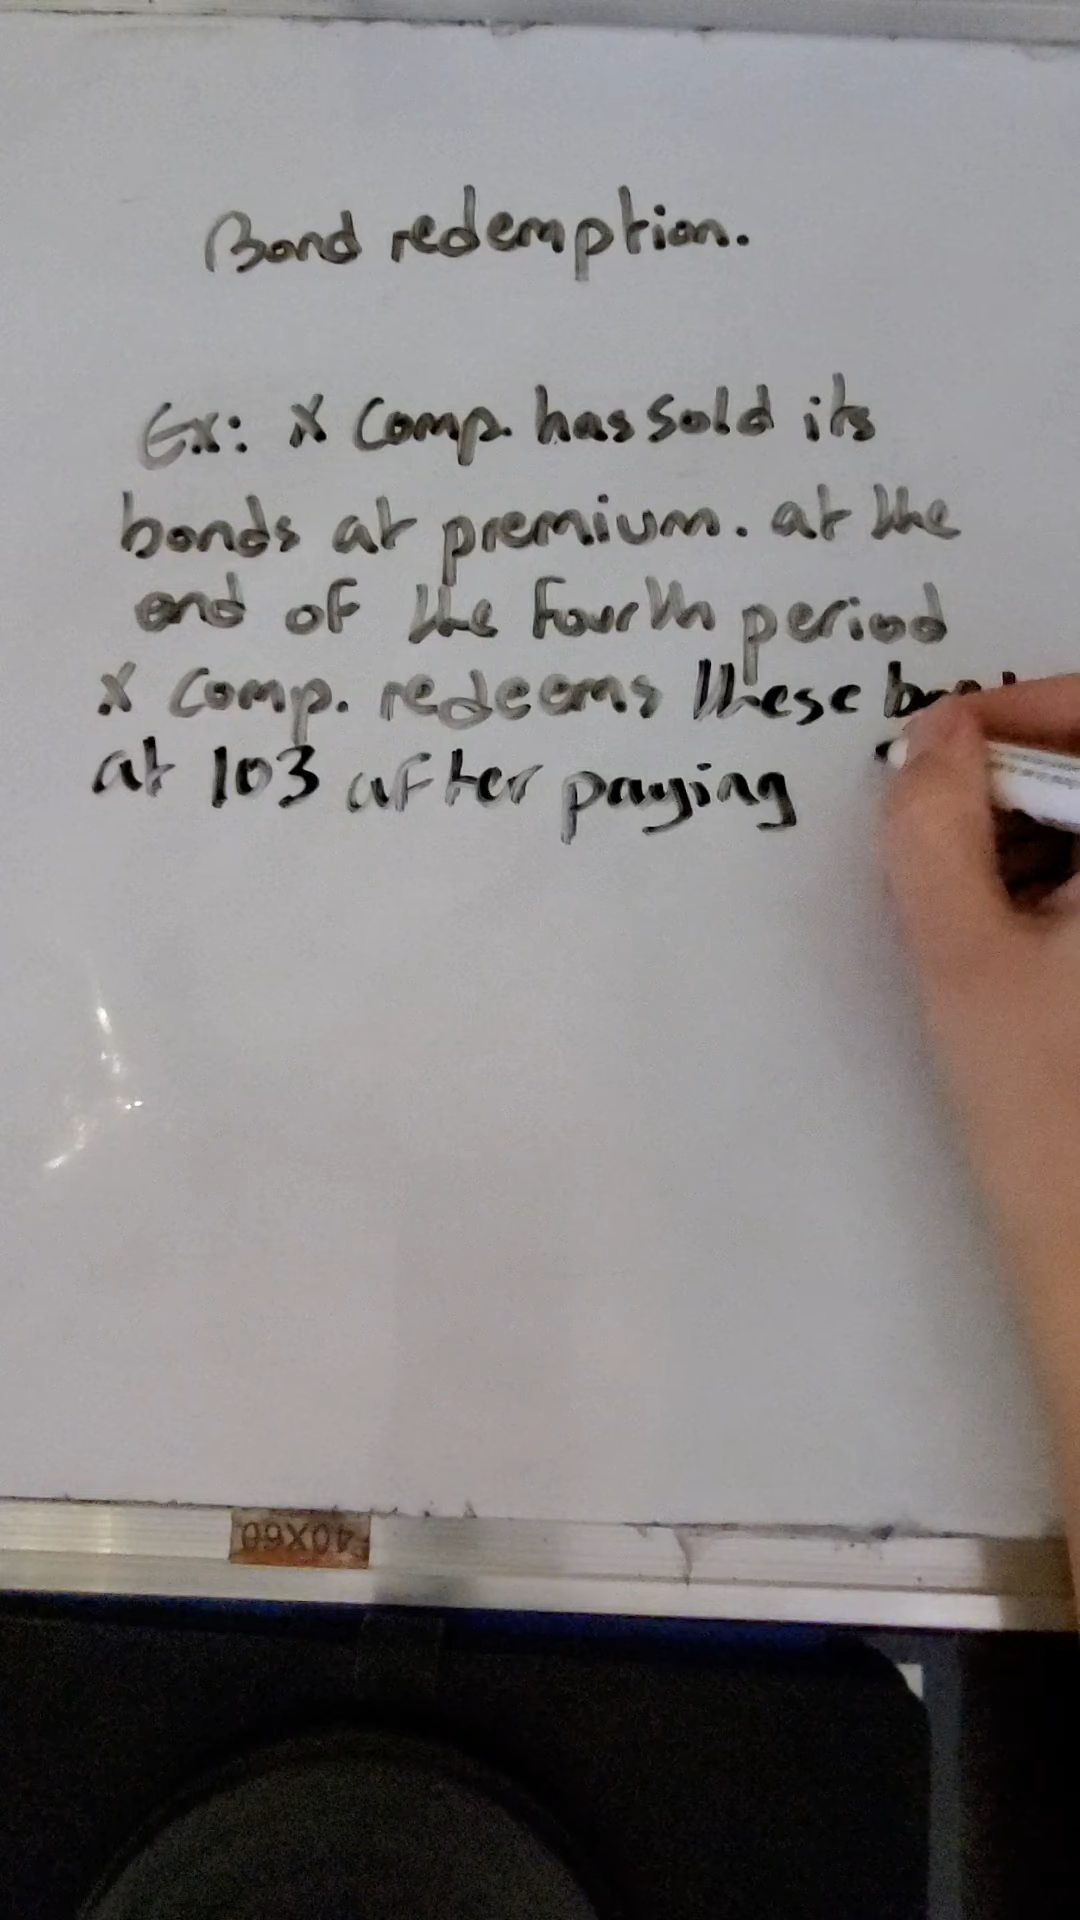 Bond redemption.
Ex: X Comp. has sold its
bonds at premium. at the
end of the fourth period
X Comp. redeems these
at 103 after paying
40X60